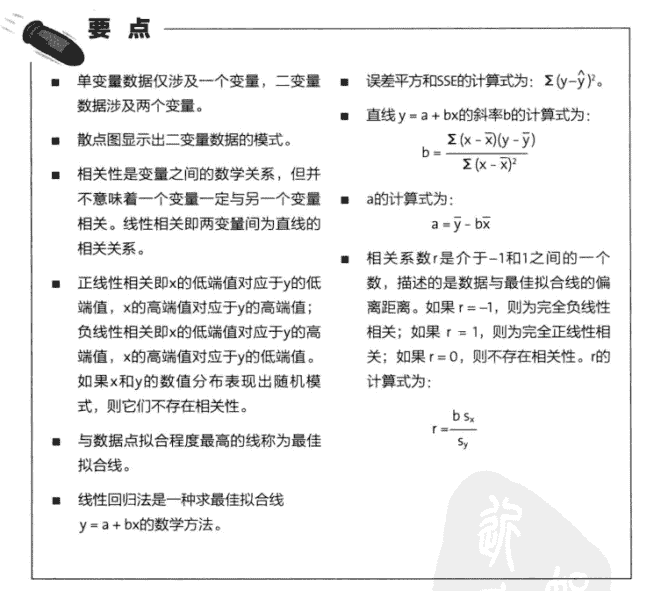 要点
■ 单变量数据仅涉及一个变量，二变量
数据涉及两个变量。
■ 散点图显示出二变量数据的模式。
■ 相关性是变量之间的数学关系，但并
不意味着一个变量一定与另一个变量
相关。线性相关即两变量间为直线的
相关关系。
■ 正线性相关即x的低端值对应于y的低
端值，x的高端值对应于y的高端值；
负线性相关即x的低端值对应于y的高
端值，x的高端值对应于y的低端值。
如果x和y的数值分布表现出随机模
式，则它们不存在相关性。
■ 与数据点拟合程度最高的线称为最佳
拟合线。
■ 线性回归法是一种求最佳拟合线
y = a + bx的数学方法。
■ 误差平方和SSE的计算式为：Σ(y-ŷ)²。
■ 直线 y = a + bx的斜率b的计算式为：
b = Σ(x - x̄)(y - ȳ) / Σ(x - x̄)²
■ a的计算式为：
a = ȳ - bx̄
■ 相关系数r是介于-1和1之间的一个
数，描述的是数据与最佳拟合线的偏
离距离。如果 r = -1，则为完全负线性
相关；如果 r = 1，则为完全正线性相
关；如果 r = 0，则不存在相关性。r的
计算式为：
r = b sₓ / s_y